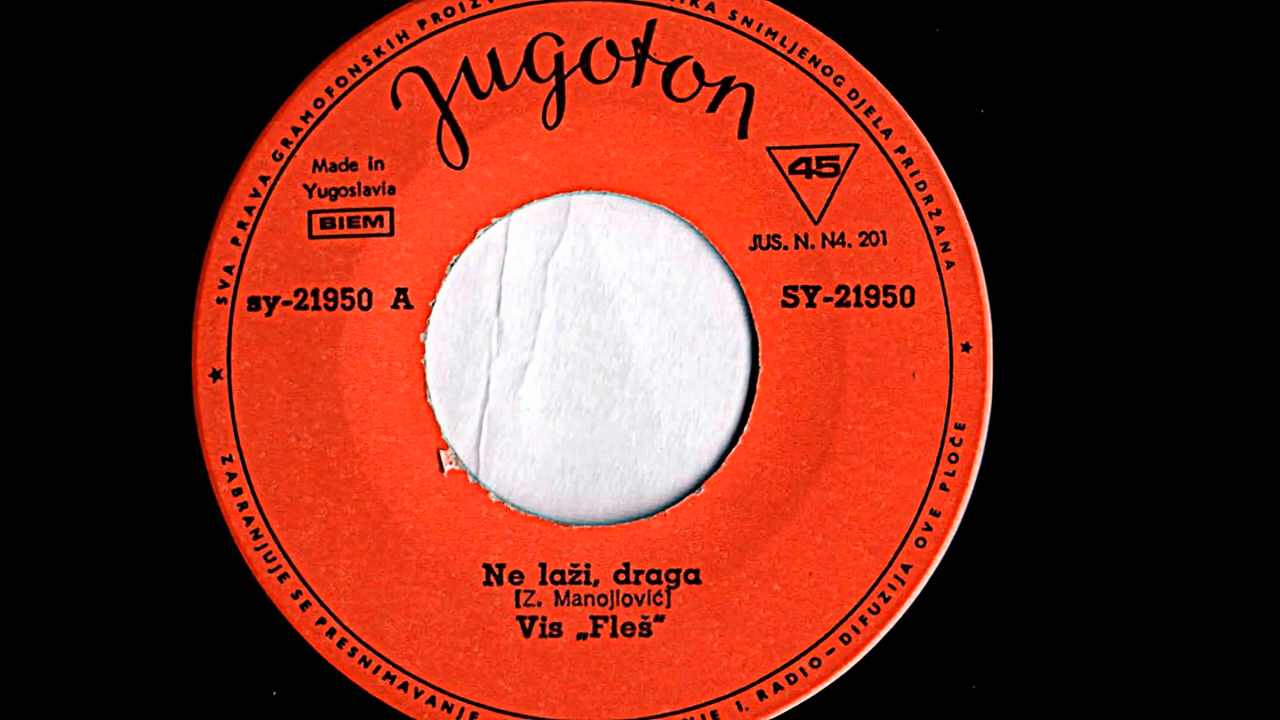 SVA PRAVA GRAMOFONSKIH SNIMLJENOG DJELA PRIDRŽANA
Jugoton
Made in
Yugoslavia
BIEM
45
JUS. N. N4. 201
sy-21950 A
SY-21950
Ne laži, draga
[Z. Manojlović]
Vis „Fleš“
ZABRANJUJE SE PRESNIMAVANJE I. RADIO-DIFUZIJA OVE PLOČE